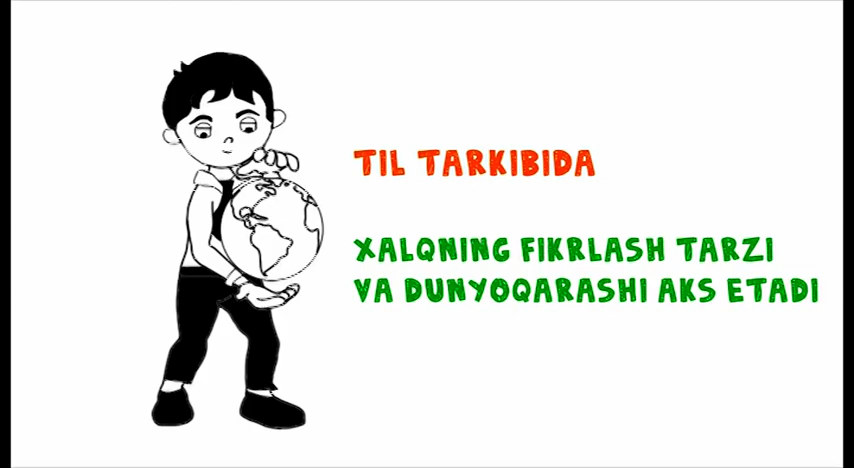 TIL TARKIBIDA
XALQNING FIKRLASH TARZI
VA DUNYOQARASHI AKS ETADI